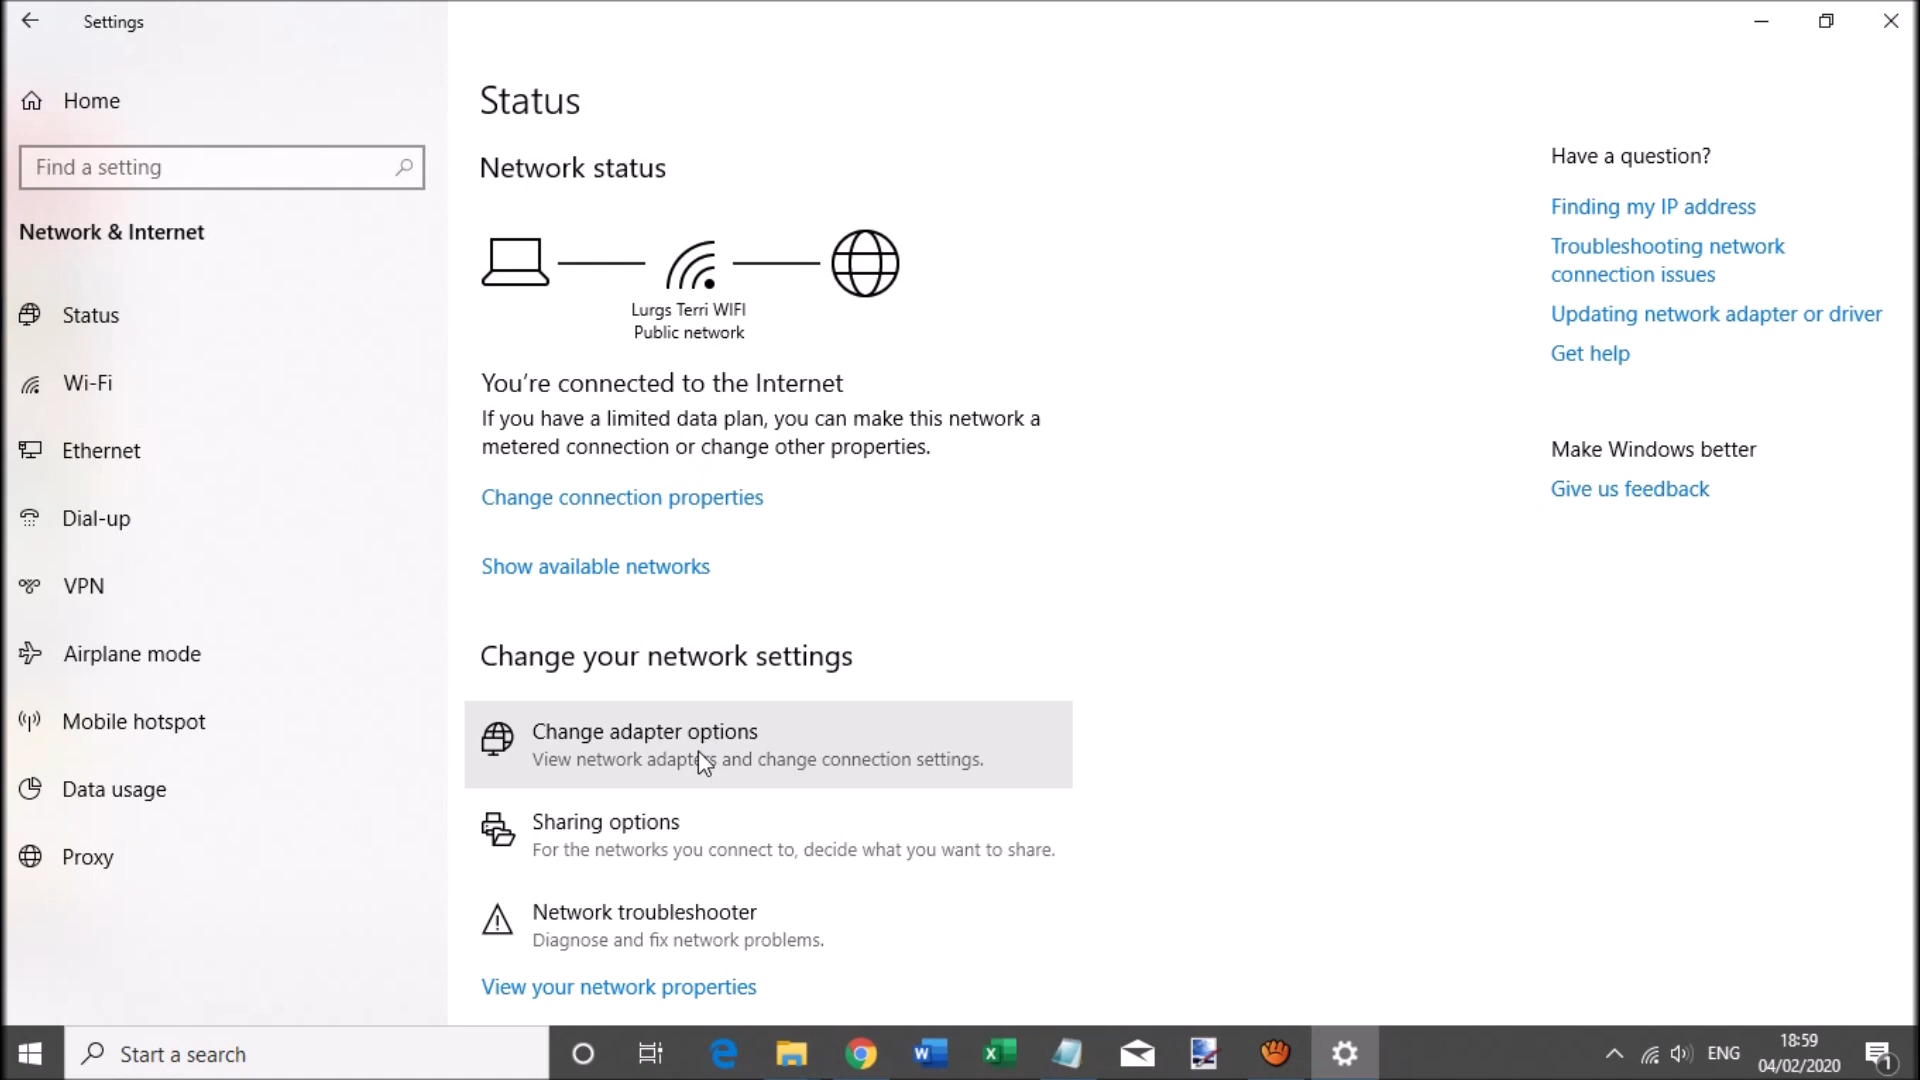 Settings
Home
Find a setting
Network & Internet
Status
Wi-Fi
Ethernet
Dial-up
VPN
Airplane mode
Mobile hotspot
Data usage
Proxy
Status
Network status
Lurgs Terri WIFI
Public network
You're connected to the Internet
If you have a limited data plan, you can make this network a
metered connection or change other properties.
Change connection properties
Show available networks
Change your network settings
Change adapter options
View network adapters and change connection settings.
Sharing options
For the networks you connect to, decide what you want to share.
Network troubleshooter
Diagnose and fix network problems.
View your network properties
Have a question?
Finding my IP address
Troubleshooting network
connection issues
Updating network adapter or driver
Get help
Make Windows better
Give us feedback
Start a search
ENG
18:59
04/02/2020
1